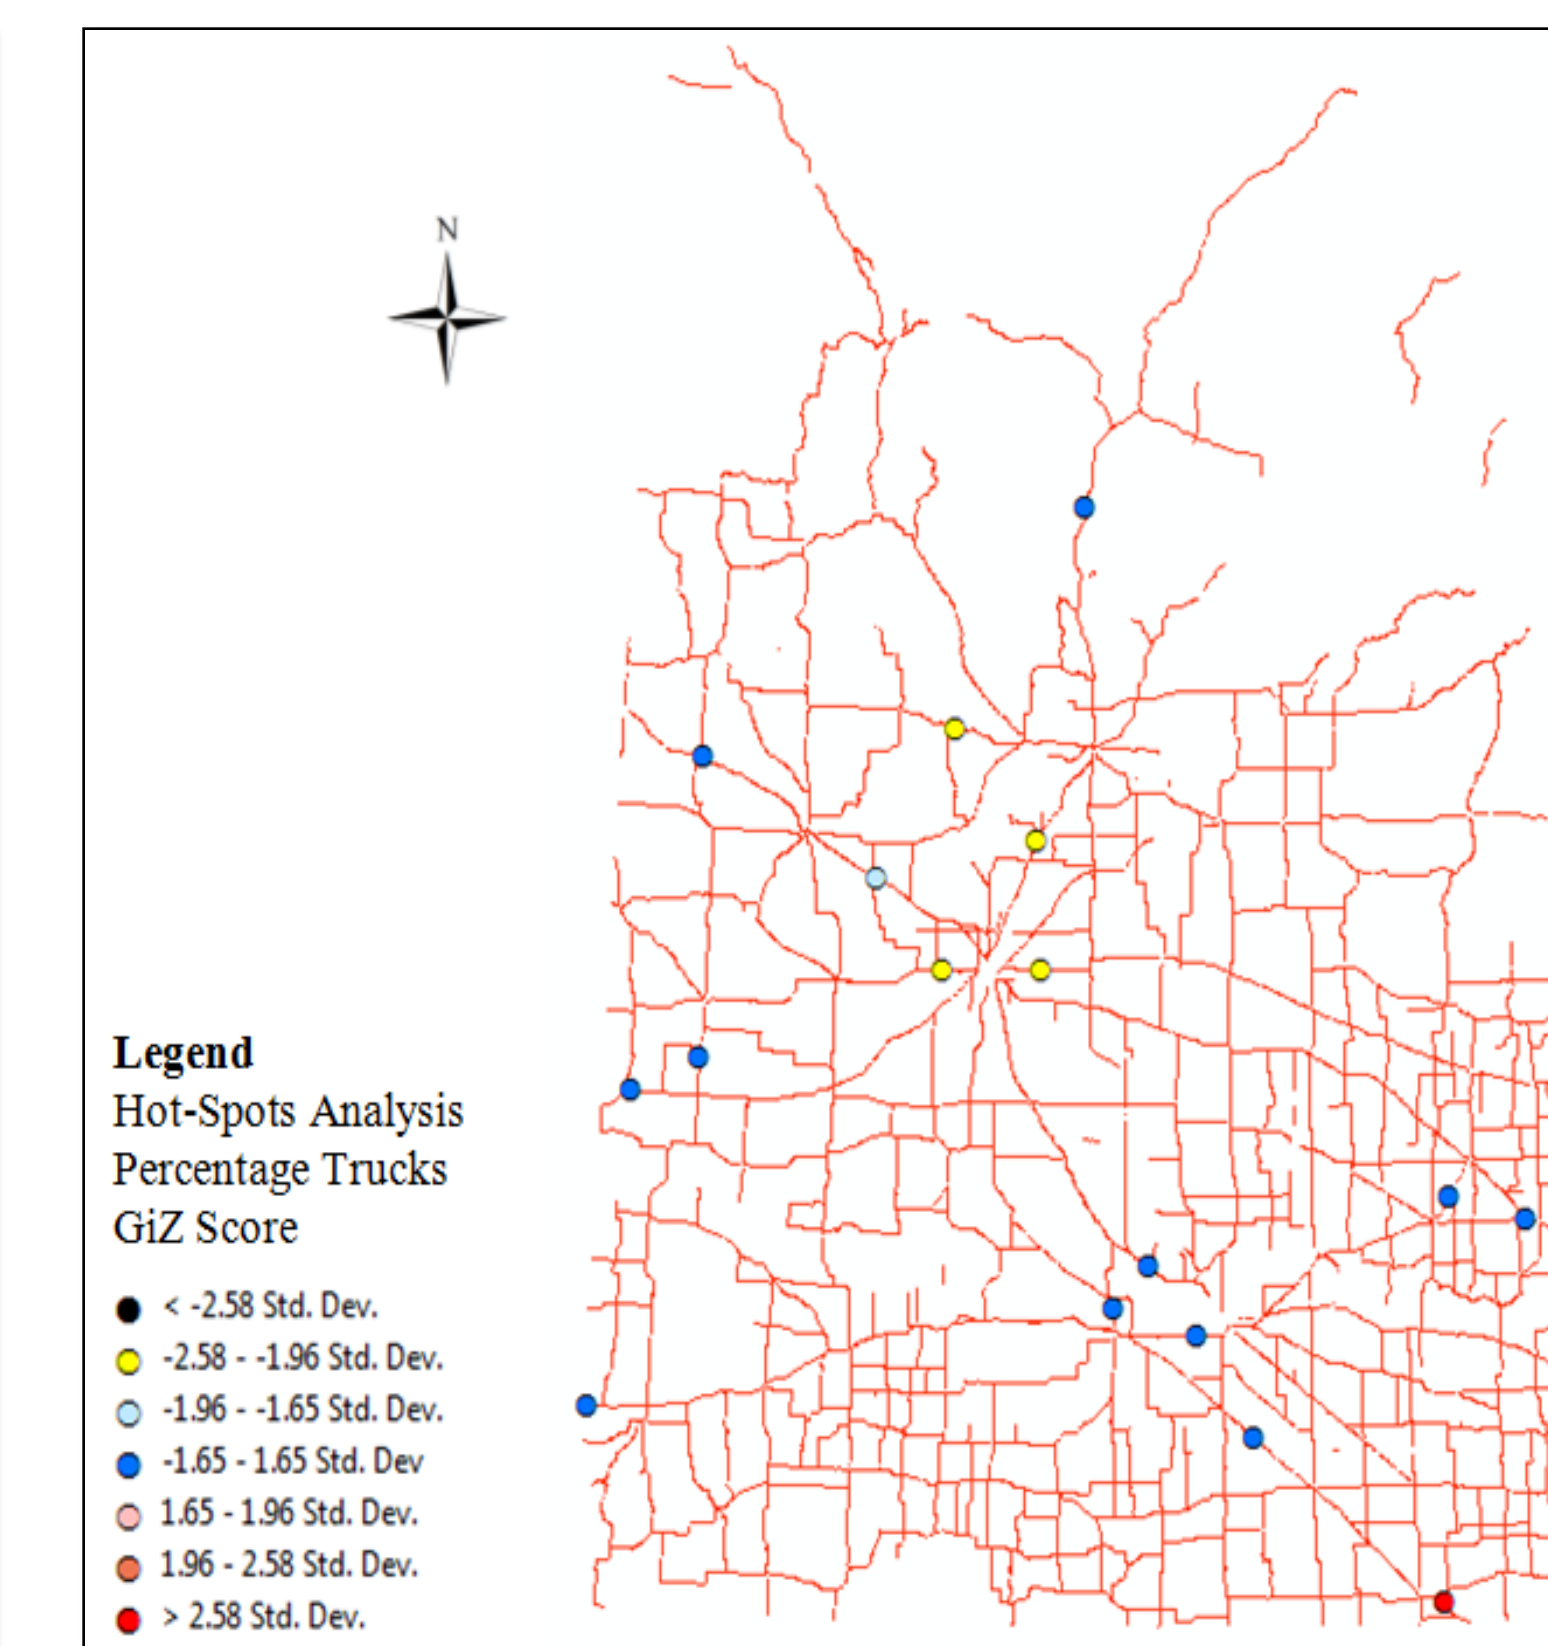 N
Legend
Hot-Spots Analysis
Percentage Trucks
GiZ Score
< -2.58 Std. Dev.
-2.58 - -1.96 Std. Dev.
-1.96 - -1.65 Std. Dev.
-1.65 - 1.65 Std. Dev
1.65 - 1.96 Std. Dev.
1.96 - 2.58 Std. Dev.
> 2.58 Std. Dev.